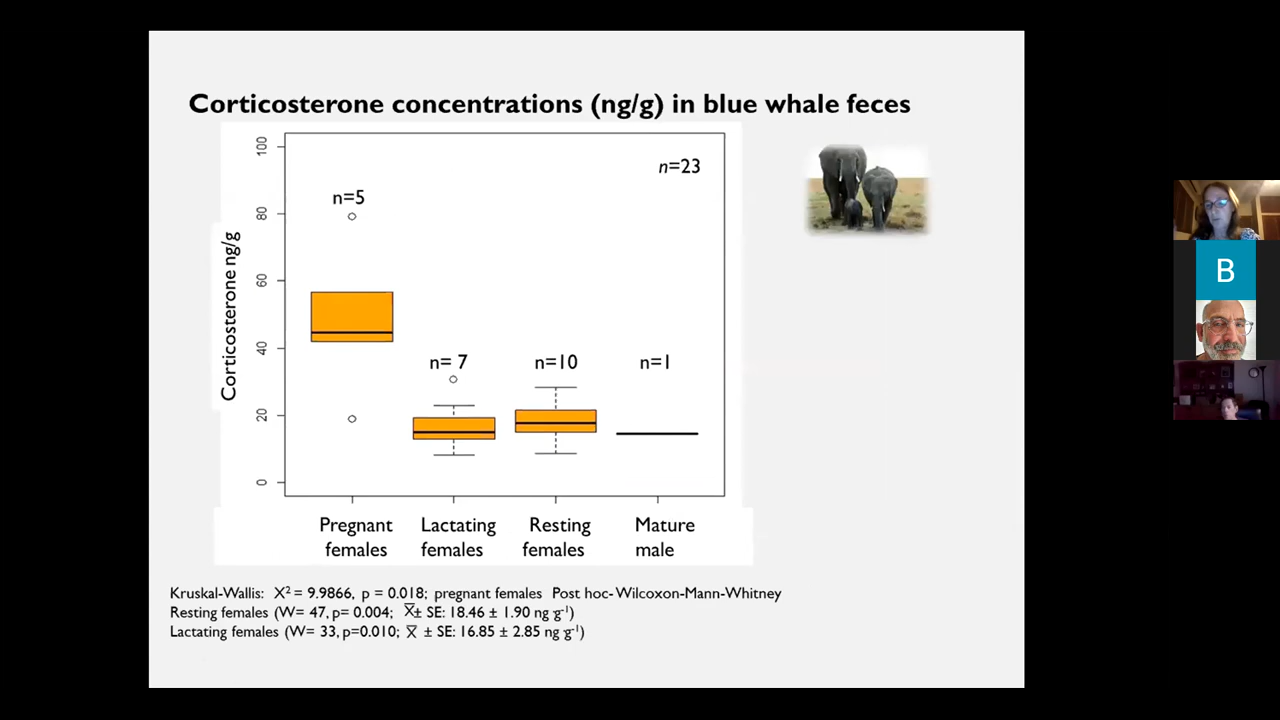 Corticosterone concentrations (ng/g) in blue whale feces
Corticosterone ng/g
100
80
60
40
20
0
n=5
n= 7
n=10
n=1
n=23
Pregnant females
Lactating females
Resting females
Mature male
Kruskal-Wallis: X² = 9.9866, p = 0.018; pregnant females Post hoc-Wilcoxon-Mann-Whitney
Resting females (W= 47, p= 0.004; X̅± SE: 18.46 ± 1.90 ng g⁻¹)
Lactating females (W= 33, p=0.010; X̅ ± SE: 16.85 ± 2.85 ng g⁻¹)
B